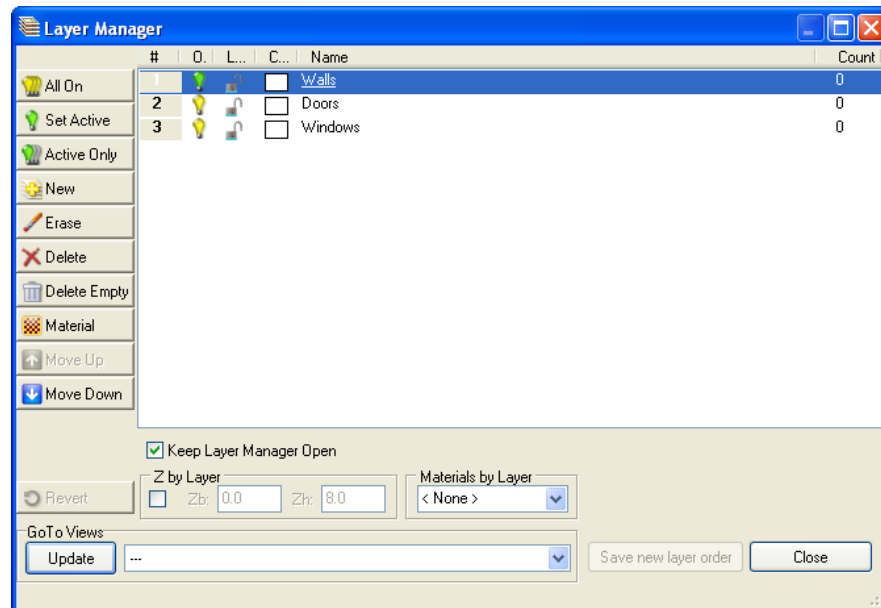 Layer Manager
# O. L... C... Name Count
All On
Set Active
Active Only
New
Erase
Delete
Delete Empty
Material
Move Up
Move Down
1 Walls 0
2 Doors 0
3 Windows 0
Keep Layer Manager Open
Z by Layer
Zb: 0.0 Zh: 8.0
Materials by Layer
< None >
Revert
GoTo Views
Update ---
Save new layer order
Close